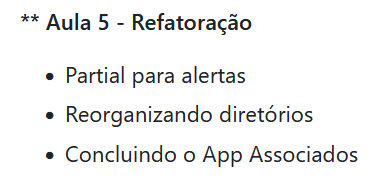 ** Aula 5 - Refatoração
• Partial para alertas
• Reorganizando diretórios
• Concluindo o App Associados